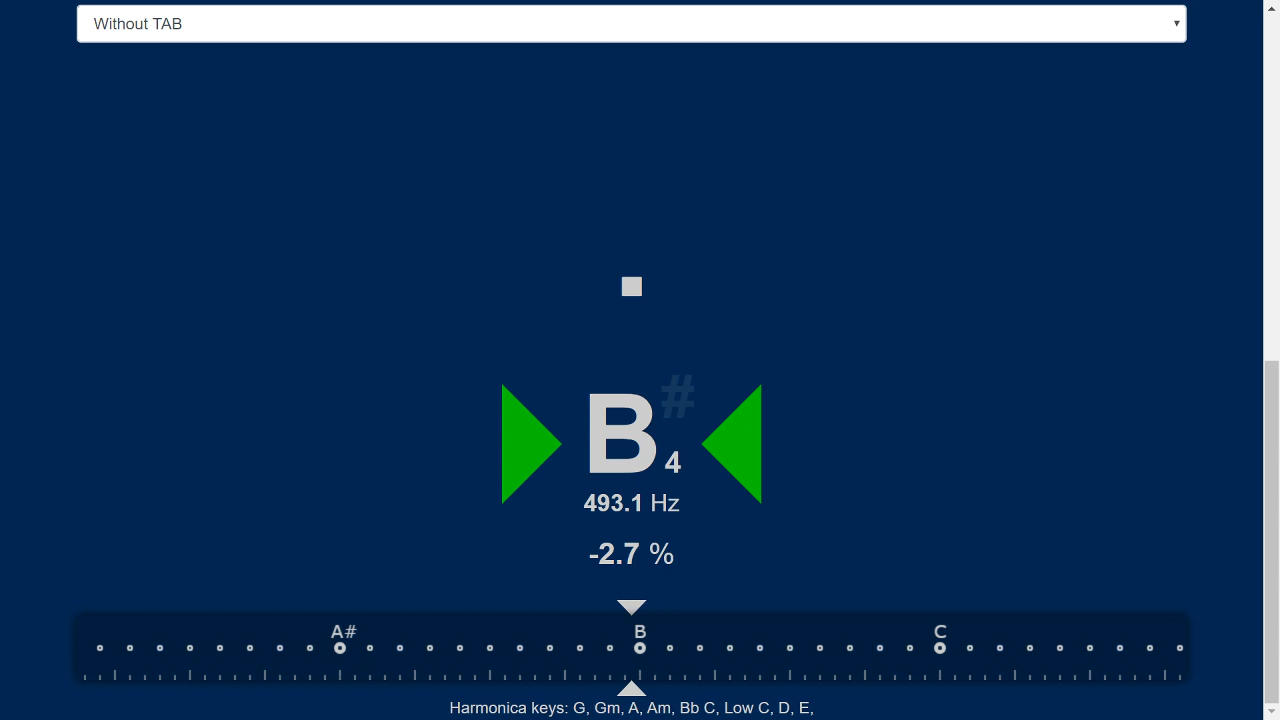 Without TAB
B#
4
493.1 Hz
-2.7 %
A# B C
Harmonica keys: G, Gm, A, Am, Bb C, Low C, D, E,